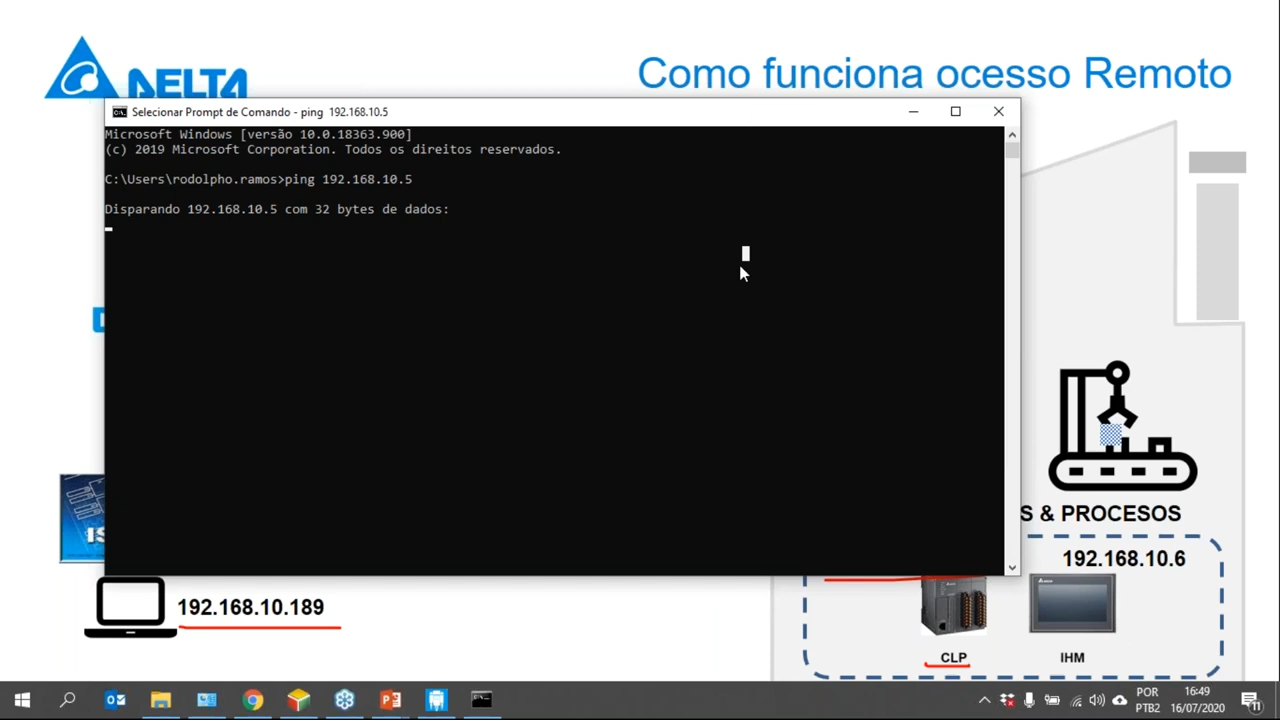 DELTA
Como funciona ocesso Remoto
Selecionar Prompt de Comando - ping 192.168.10.5
Microsoft Windows [versão 10.0.18363.900]
(c) 2019 Microsoft Corporation. Todos os direitos reservados.
C:\Users\rodolpho.ramos>ping 192.168.10.5
Disparando 192.168.10.5 com 32 bytes de dados:
S & PROCESOS
192.168.10.6
192.168.10.189
CLP
IHM
POR
PTB2
16:49
16/07/2020
11